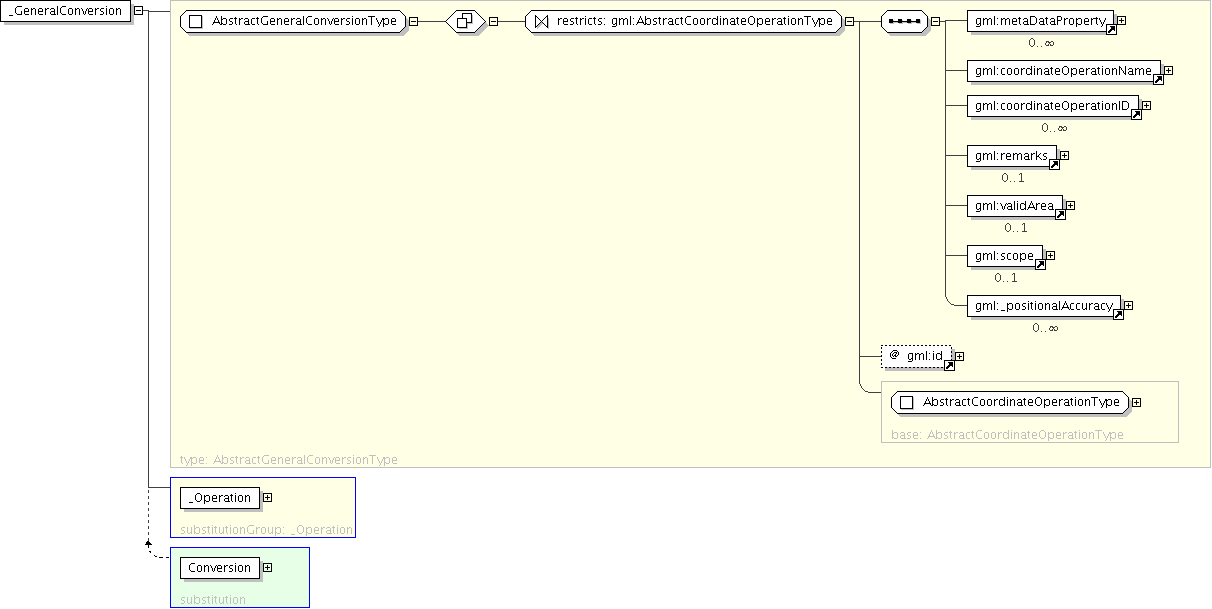 _GeneralConversion
AbstractGeneralConversionType
restricts: gml:AbstractCoordinateOperationType
gml:metaDataProperty
0..∞
gml:coordinateOperationName
gml:coordinateOperationID
0..∞
gml:remarks
0..1
gml:validArea
0..1
gml:scope
0..1
gml:_positionalAccuracy
0..∞
@ gml:id
AbstractCoordinateOperationType
base: AbstractCoordinateOperationType
type: AbstractGeneralConversionType
_Operation
substitutionGroup: _Operation
Conversion
substitution